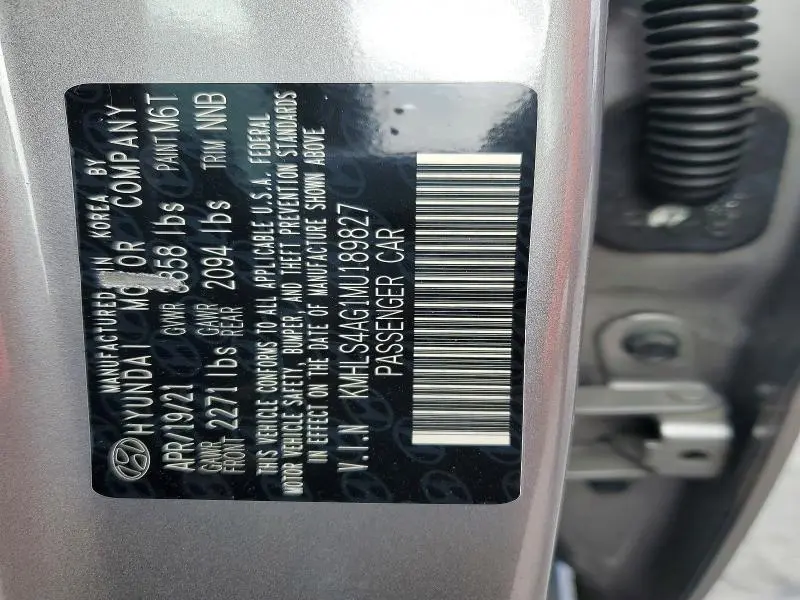 MANUFACTURED IN KOREA BY
HYUNDAI MOTOR COMPANY
APR/19/21 GVWR 858 lbs PAINT M6T
GAWR FRONT 2271 lbs GAWR REAR 2094 lbs TRIM NNB
THIS VEHICLE CONFORMS TO ALL APPLICABLE U.S.A. FEDERAL
MOTOR VEHICLE SAFETY, BUMPER, AND THEFT PREVENTION STANDARDS
IN EFFECT ON THE DATE OF MANUFACTURE SHOWN ABOVE
V.I.N KMHLS4AG1MU189827
PASSENGER CAR